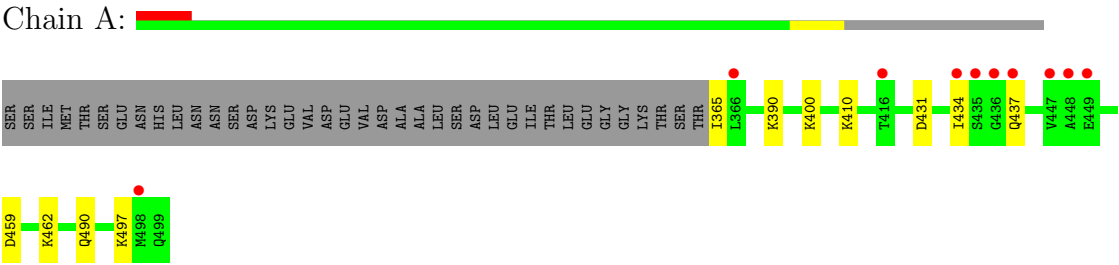 Chain A:
SER SER ILE MET THR SER GLU ASN HIS LEU ASN ASN SER ASP LYS GLU VAL ASP GLU VAL ASP ALA ALA LEU SER ASP LEU GLU ILE THR LEU GLU GLY GLY LYS THR SER THR I365 L366 K390 K400 K410 T416 D431 I434 S435 G436 Q437 V447 A448 E449
D459 K462 Q490 K497 M498 Q499